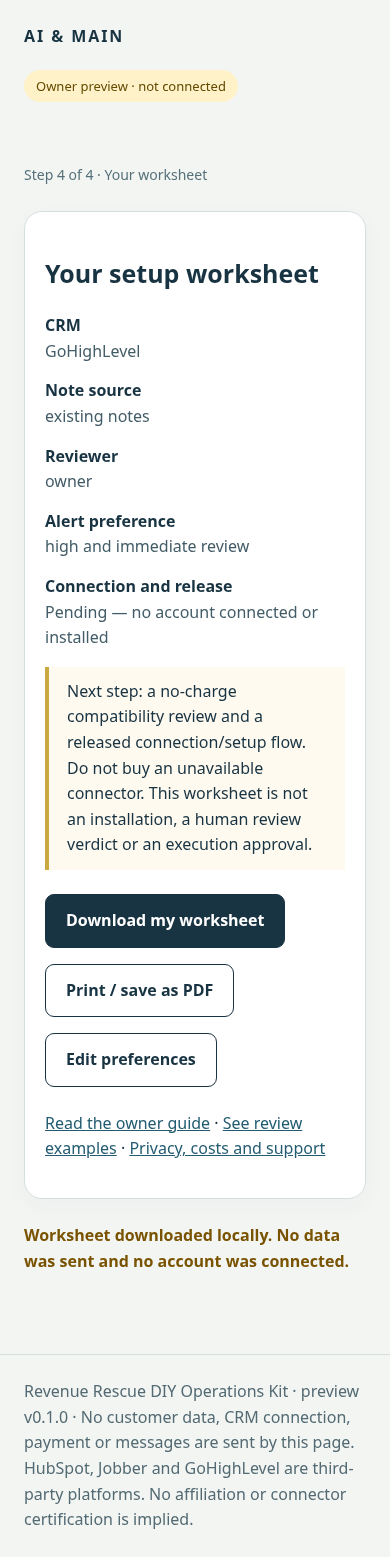 AI & MAIN
Owner preview · not connected
Step 4 of 4 · Your worksheet
Your setup worksheet
CRM
GoHighLevel
Note source
existing notes
Reviewer
owner
Alert preference
high and immediate review
Connection and release
Pending — no account connected or
installed
Next step: a no-charge
compatibility review and a
released connection/setup flow.
Do not buy an unavailable
connector. This worksheet is not
an installation, a human review
verdict or an execution approval.
Download my worksheet
Print / save as PDF
Edit preferences
Read the owner guide · See review
examples · Privacy, costs and support
Worksheet downloaded locally. No data
was sent and no account was connected.
Revenue Rescue DIY Operations Kit · preview
v0.1.0 · No customer data, CRM connection,
payment or messages are sent by this page.
HubSpot, Jobber and GoHighLevel are third-
party platforms. No affiliation or connector
certification is implied.